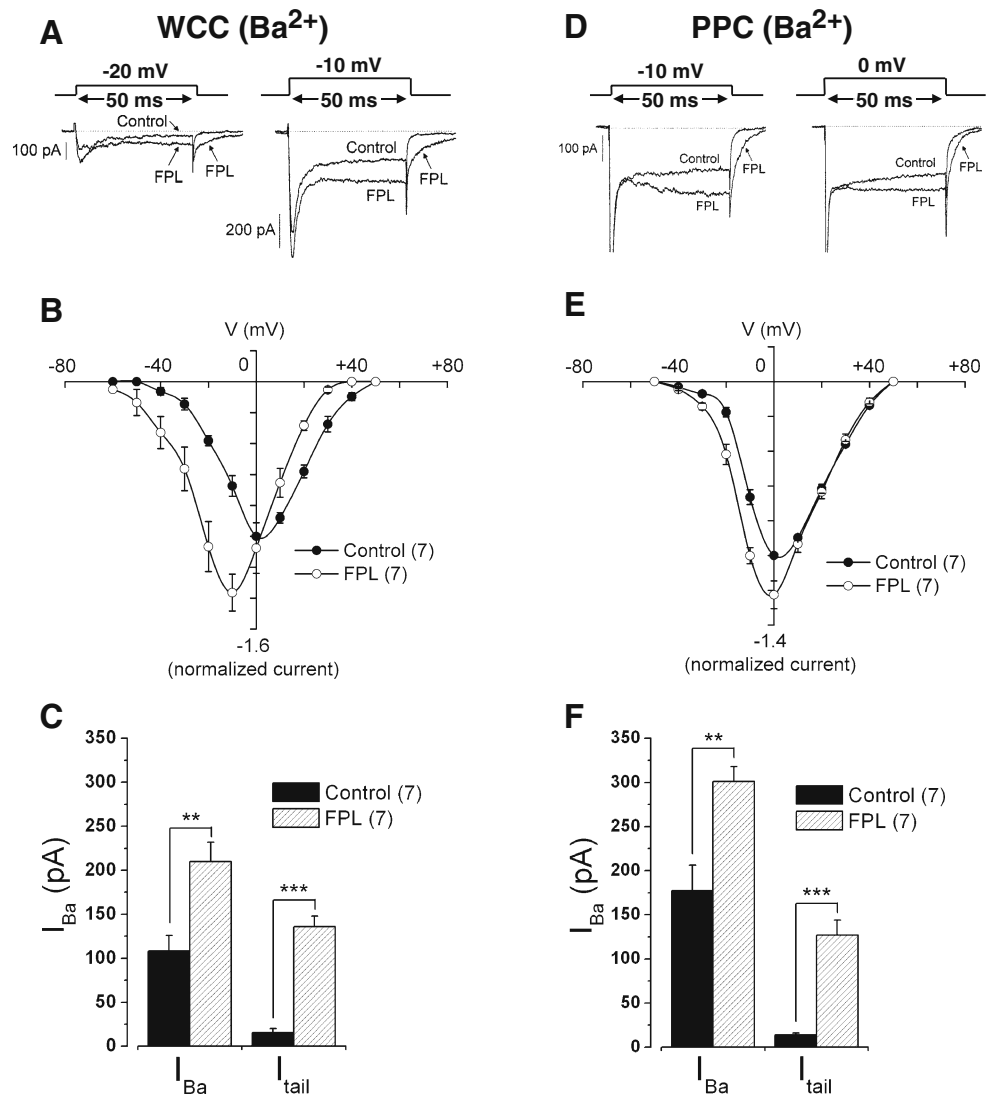 A WCC (Ba2+)
-20 mV
50 ms
Control
100 pA
FPL
FPL
-10 mV
50 ms
Control
FPL
FPL
200 pA
D PPC (Ba2+)
-10 mV
50 ms
100 pA
Control
FPL
FPL
0 mV
50 ms
Control
FPL
FPL
B
V (mV)
-80 -40 0 +40 +80
Control (7)
FPL (7)
-1.6
(normalized current)
E
V (mV)
-80 -40 0 +40 +80
Control (7)
FPL (7)
-1.4
(normalized current)
C
350
300
250
200
150
100
50
0
IBa (pA)
Control (7)
FPL (7)
**
***
IBa Itail
F
350
300
250
200
150
100
50
0
IBa (pA)
Control (7)
FPL (7)
**
***
IBa Itail